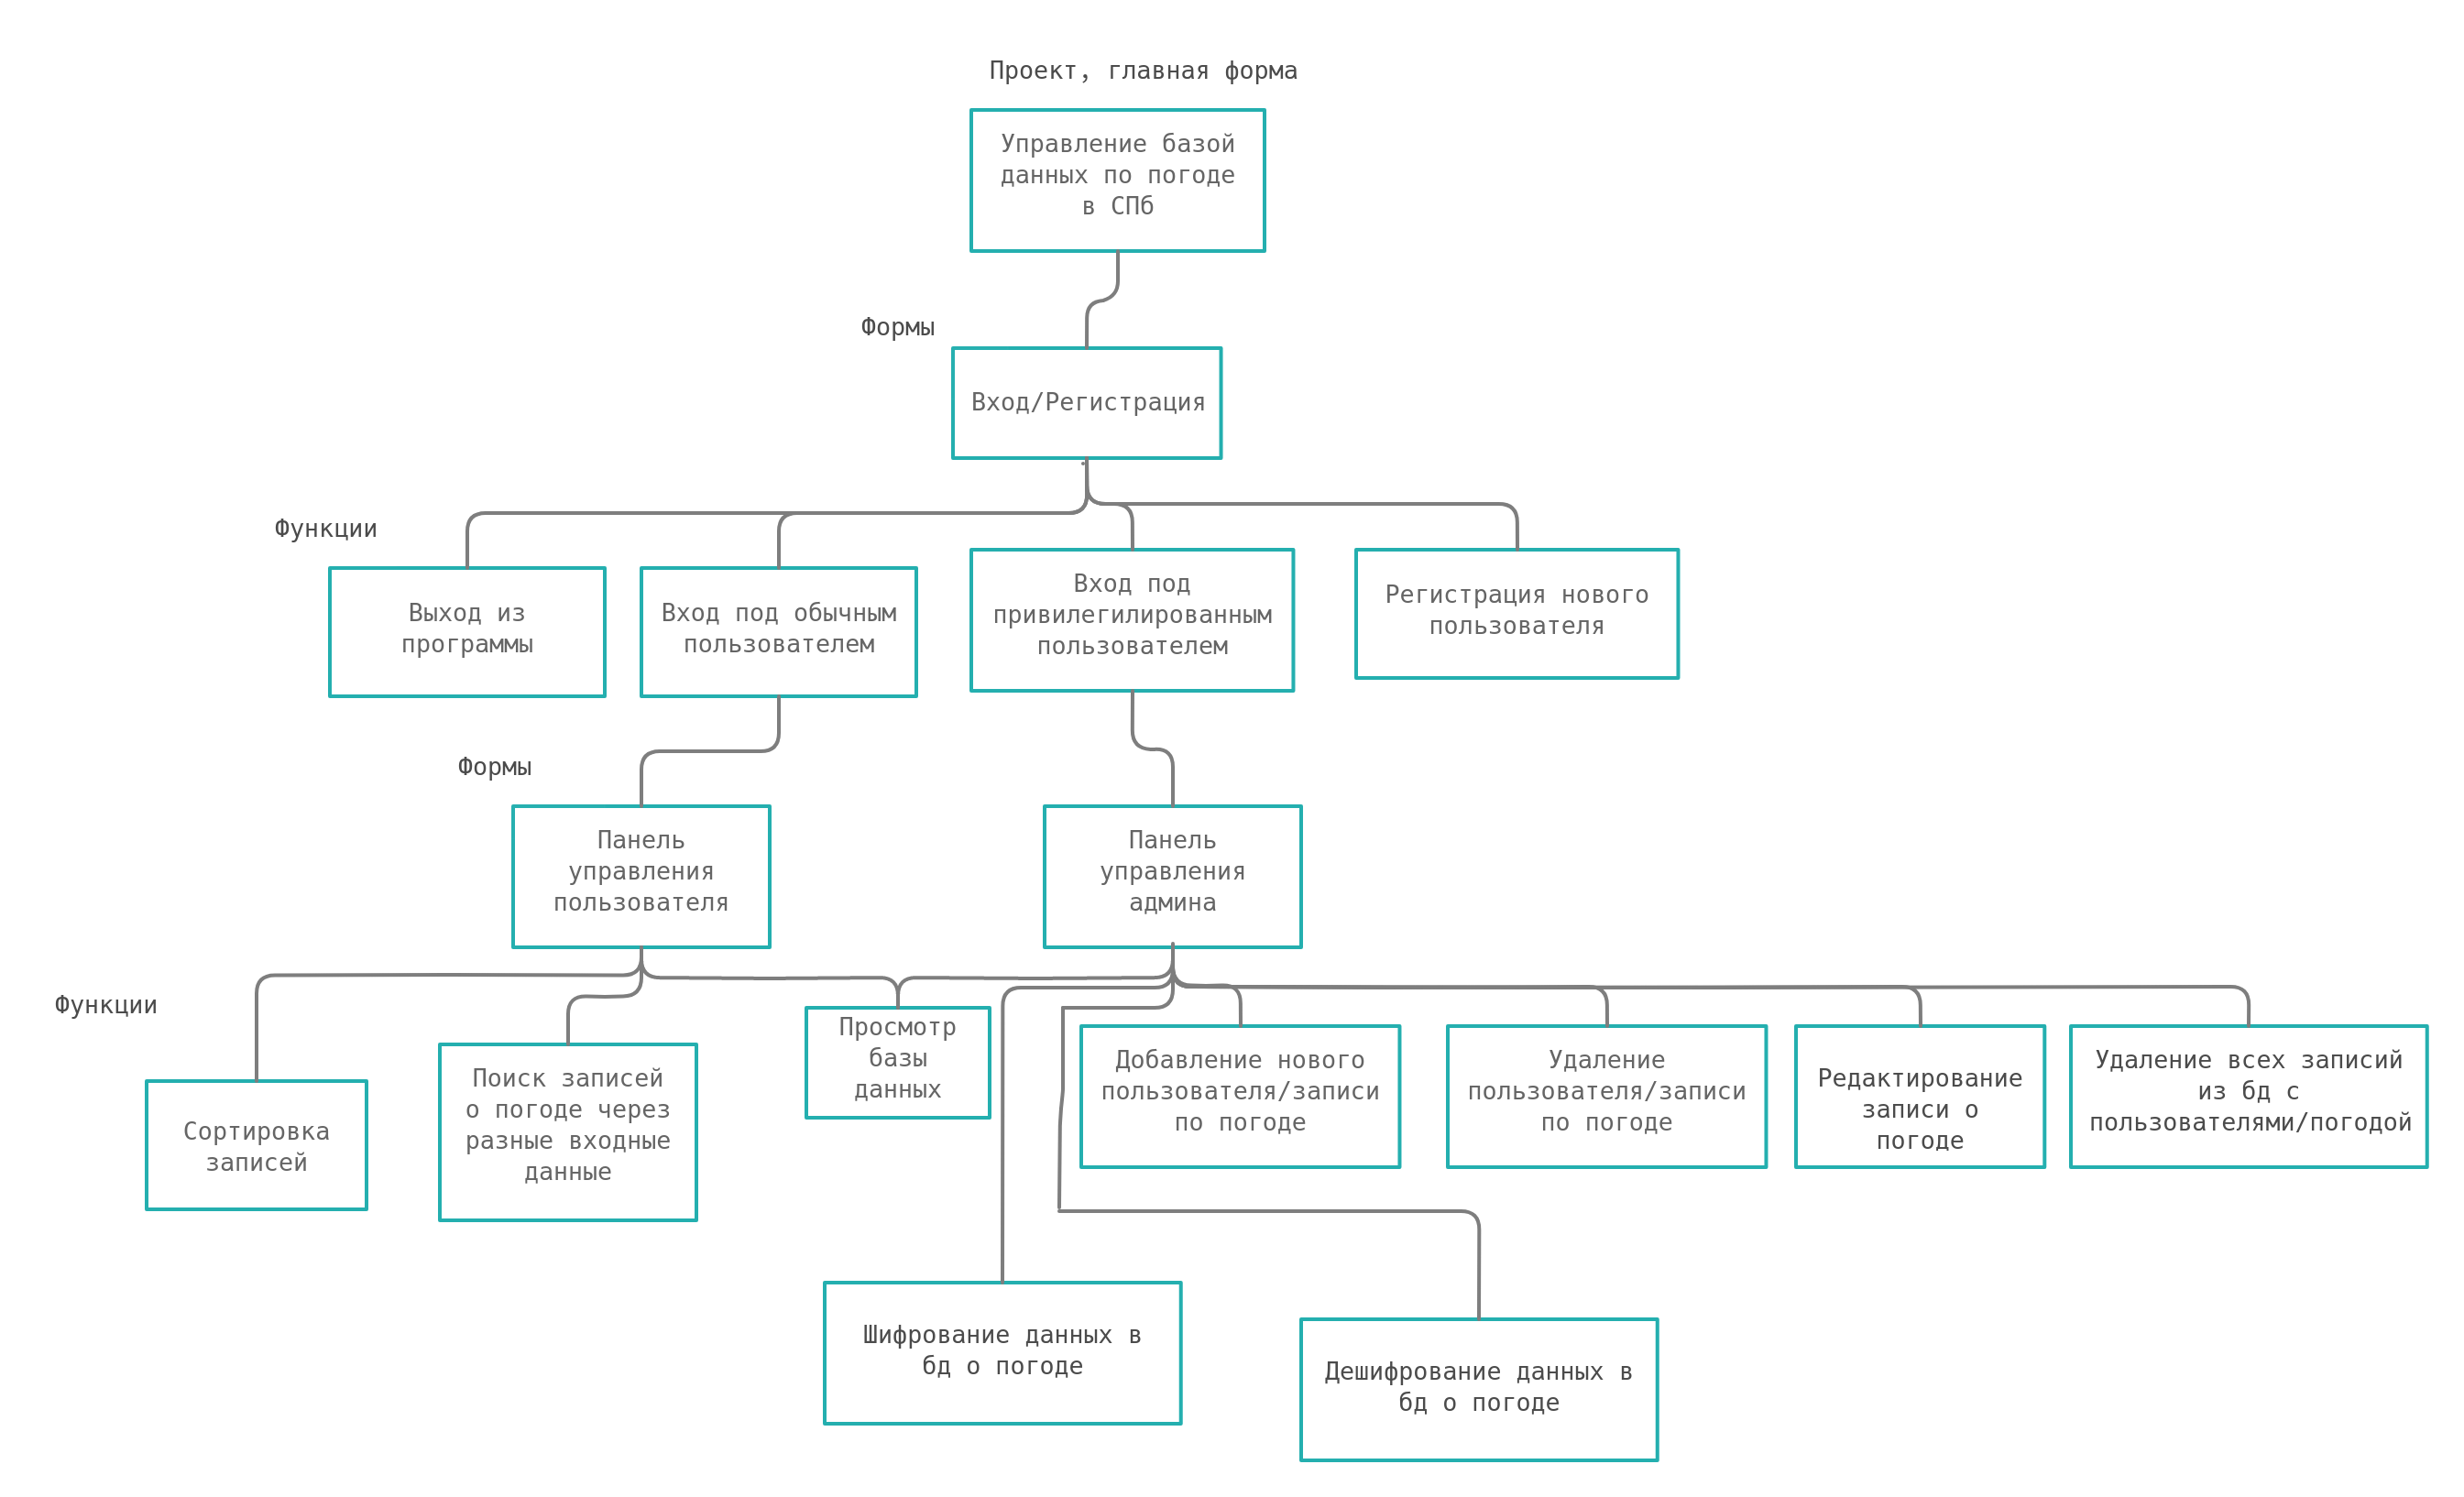 Проект, главная форма
Управление базой
данных по погоде
в СПб
Формы
Вход/Регистрация
Функции
Выход из
программы
Вход под обычным
пользователем
Вход под
привилегилированным
пользователем
Регистрация нового
пользователя
Формы
Панель
управления
пользователя
Панель
управления
админа
Функции
Сортировка
записей
Поиск записей
о погоде через
разные входные
данные
Просмотр
базы
данных
Добавление нового
пользователя/записи
по погоде
Удаление
пользователя/записи
по погоде
Редактирование
записи о
погоде
Удаление всех записий
из бд с
пользователями/погодой
Шифрование данных в
бд о погоде
Дешифрование данных в
бд о погоде